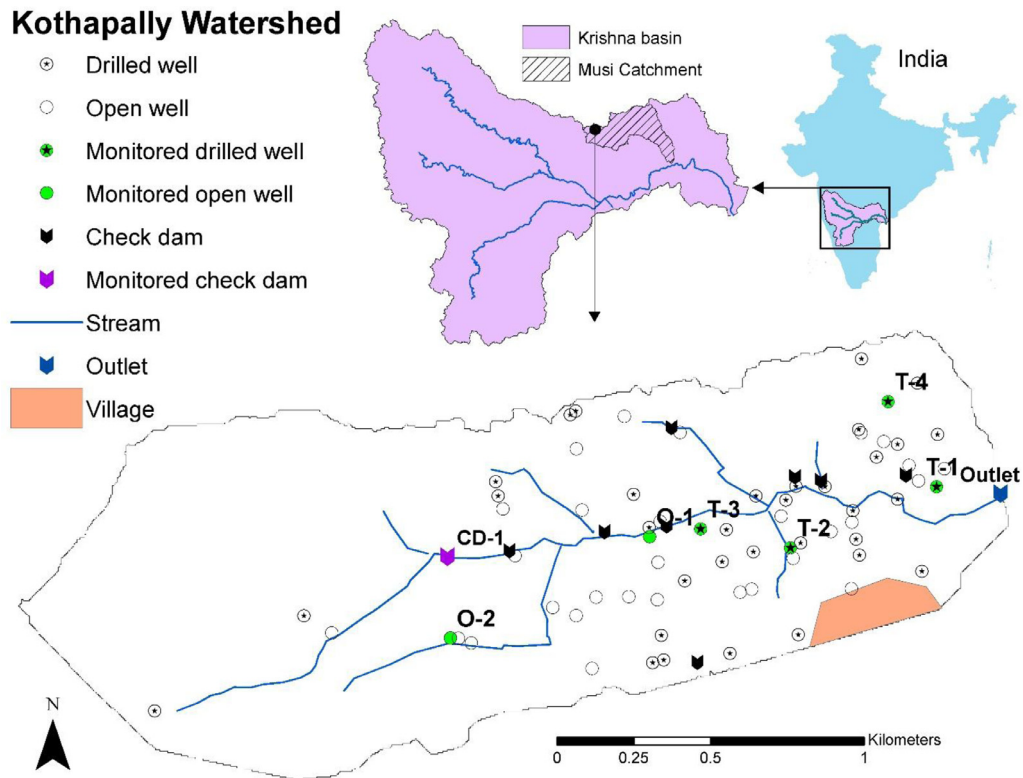 Kothapally Watershed
Drilled well
Open well
Monitored drilled well
Monitored open well
Check dam
Monitored check dam
Stream
Outlet
Village
Krishna basin
Musi Catchment
India
T-4
T-1
Outlet
O-1
T-3
T-2
CD-1
O-2
N
Kilometers
0 0.25 0.5 1